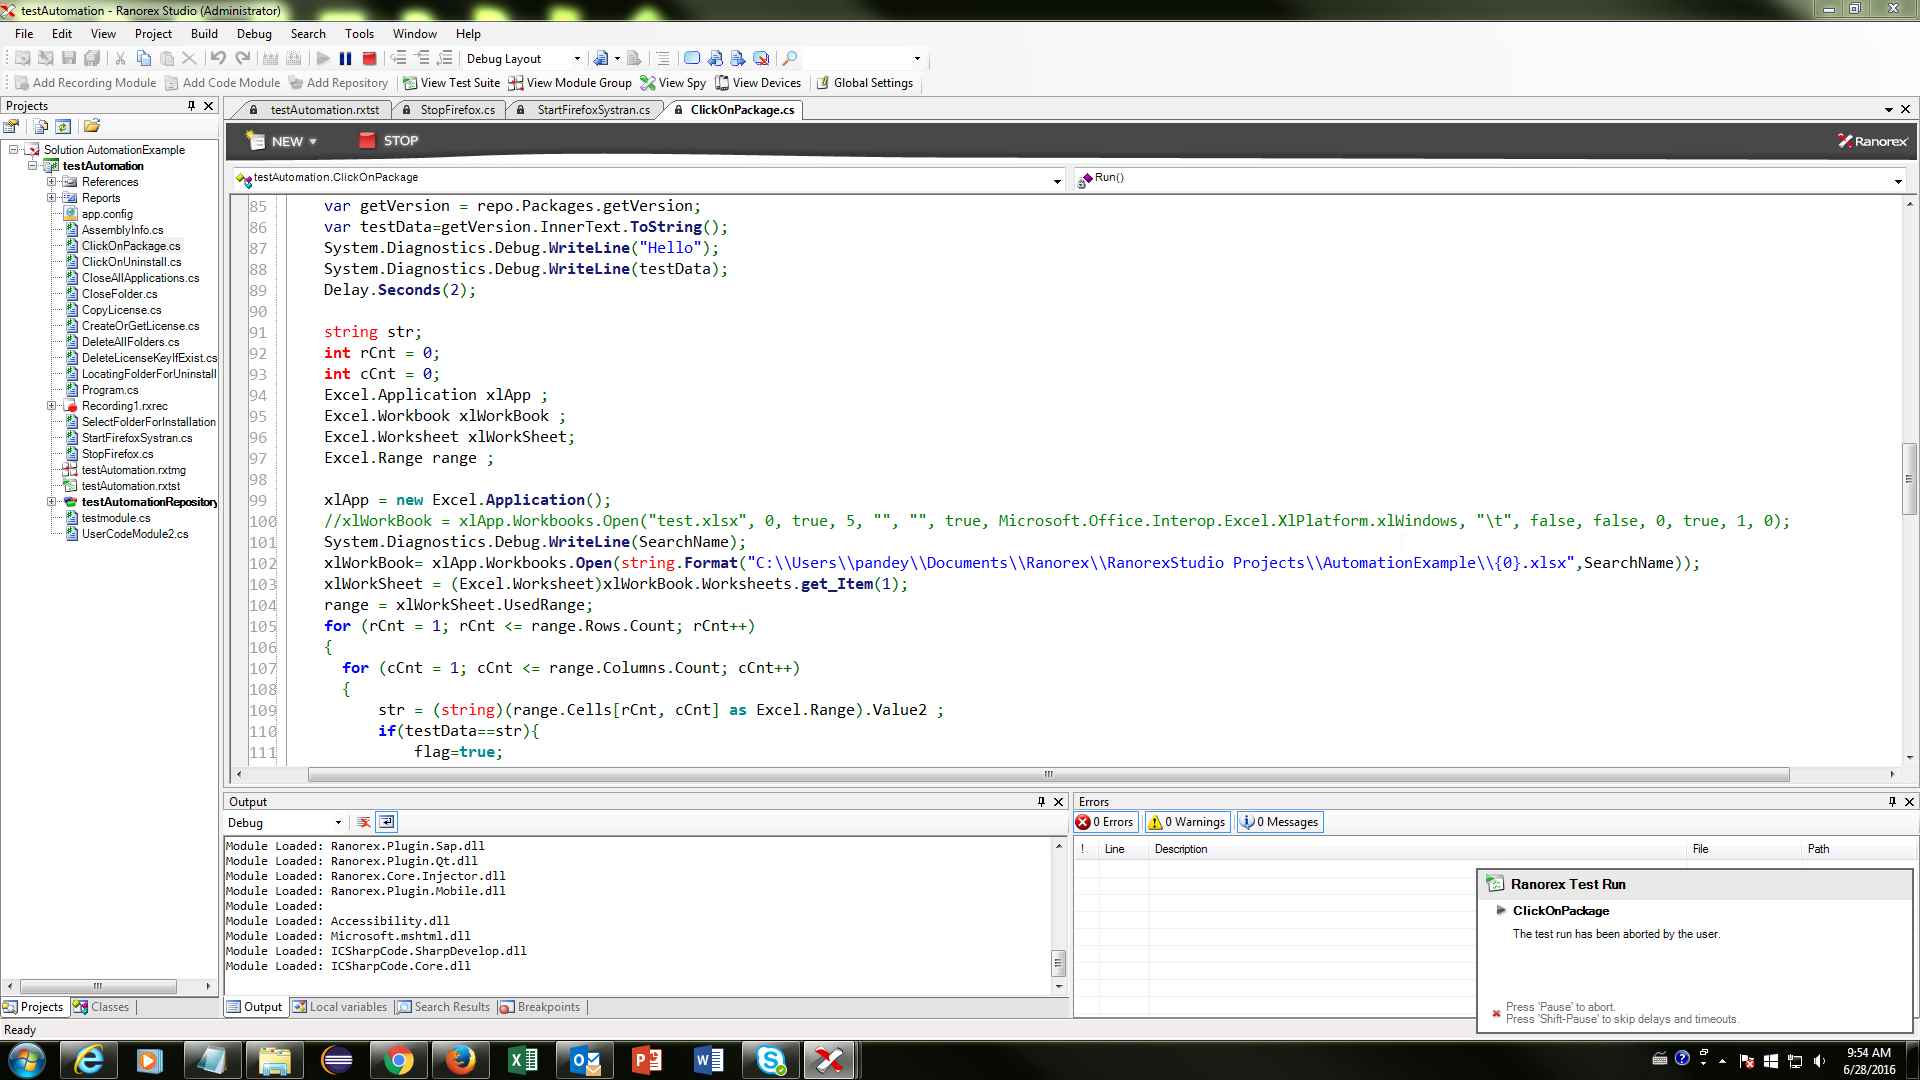 testAutomation - Ranorex Studio (Administrator)
File Edit View Project Build Debug Search Tools Window Help
Debug Layout
Add Recording Module Add Code Module Add Repository View Test Suite View Module Group View Spy View Devices Global Settings
Projects
testAutomation.rxtst StopFirefox.cs StartFirefoxSystran.cs ClickOnPackage.cs
NEW STOP Ranorex
testAutomation.ClickOnPackage Run()
Solution AutomationExample
testAutomation
References
Reports
app.config
AssemblyInfo.cs
ClickOnPackage.cs
ClickOnUninstall.cs
CloseAllApplications.cs
CloseFolder.cs
CopyLicense.cs
CreateOrGetLicense.cs
DeleteAllFolders.cs
DeleteLicenseKeyIfExist.cs
LocatingFolderForUninstall
Program.cs
Recording1.rxrec
SelectFolderForInstallation
StartFirefoxSystran.cs
StopFirefox.cs
testAutomation.rxtmg
testAutomation.rxtst
testAutomationRepository
testmodule.cs
UserCodeModule2.cs
Projects Classes
85 var getVersion = repo.Packages.getVersion;
86 var testData=getVersion.InnerText.ToString();
87 System.Diagnostics.Debug.WriteLine("Hello");
88 System.Diagnostics.Debug.WriteLine(testData);
89 Delay.Seconds(2);
90
91 string str;
92 int rCnt = 0;
93 int cCnt = 0;
94 Excel.Application xlApp ;
95 Excel.Workbook xlWorkBook ;
96 Excel.Worksheet xlWorkSheet;
97 Excel.Range range ;
98
99 xlApp = new Excel.Application();
100 //xlWorkBook = xlApp.Workbooks.Open("test.xlsx", 0, true, 5, "", "", true, Microsoft.Office.Interop.Excel.XlPlatform.xlWindows, "\t", false, false, 0, true, 1, 0);
101 System.Diagnostics.Debug.WriteLine(SearchName);
102 xlWorkBook= xlApp.Workbooks.Open(string.Format("C:\\Users\\pandey\\Documents\\Ranorex\\RanorexStudio Projects\\AutomationExample\\{0}.xlsx",SearchName));
103 xlWorkSheet = (Excel.Worksheet)xlWorkBook.Worksheets.get_Item(1);
104 range = xlWorkSheet.UsedRange;
105 for (rCnt = 1; rCnt <= range.Rows.Count; rCnt++)
106 {
107 for (cCnt = 1; cCnt <= range.Columns.Count; cCnt++)
108 {
109 str = (string)(range.Cells[rCnt, cCnt] as Excel.Range).Value2 ;
110 if(testData==str){
111 flag=true;
Output
Debug
Module Loaded: Ranorex.Plugin.Sap.dll
Module Loaded: Ranorex.Plugin.Qt.dll
Module Loaded: Ranorex.Core.Injector.dll
Module Loaded: Ranorex.Plugin.Mobile.dll
Module Loaded:
Module Loaded: Accessibility.dll
Module Loaded: Microsoft.mshtml.dll
Module Loaded: ICSharpCode.SharpDevelop.dll
Module Loaded: ICSharpCode.Core.dll
Output Local variables Search Results Breakpoints
Errors
0 Errors 0 Warnings 0 Messages
! Line Description File Path
Ranorex Test Run
ClickOnPackage
The test run has been aborted by the user.
Press 'Pause' to abort.
Press 'Shift-Pause' to skip delays and timeouts.
Ready
9:54 AM
6/28/2016